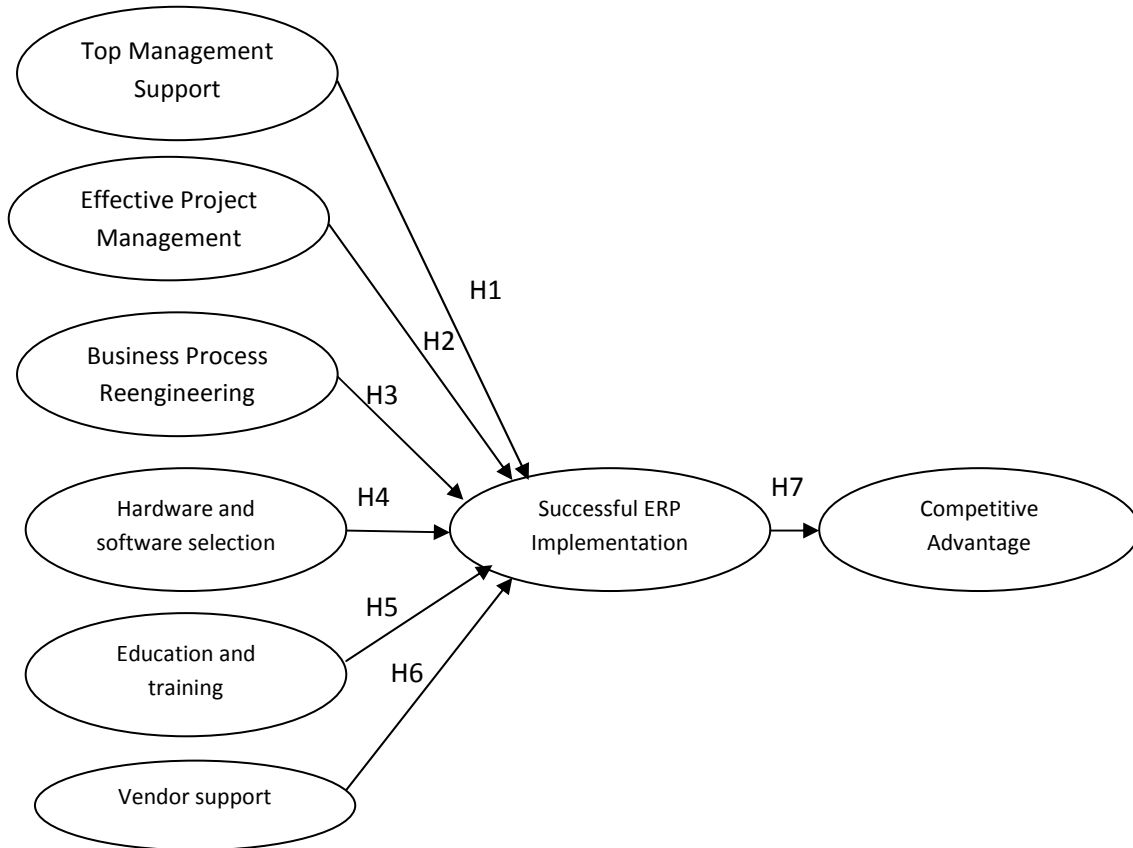 Top Management
Support
Effective Project
Management
H1
H2
Business Process
Reengineering
H3
Hardware and
software selection
H4
Successful ERP
Implementation
H7
Competitive
Advantage
Education and
training
H5
H6
Vendor support